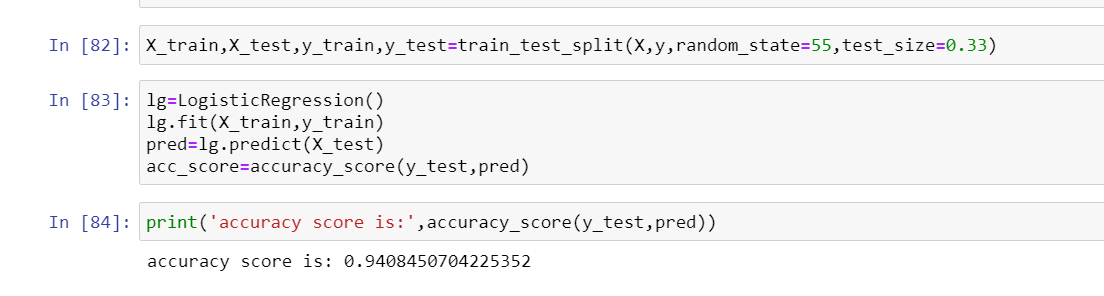 In [82]: X_train,X_test,y_train,y_test=train_test_split(X,y,random_state=55,test_size=0.33)
In [83]: lg=LogisticRegression()
lg.fit(X_train,y_train)
pred=lg.predict(X_test)
acc_score=accuracy_score(y_test,pred)
In [84]: print('accuracy score is:',accuracy_score(y_test,pred))
accuracy score is: 0.9408450704225352